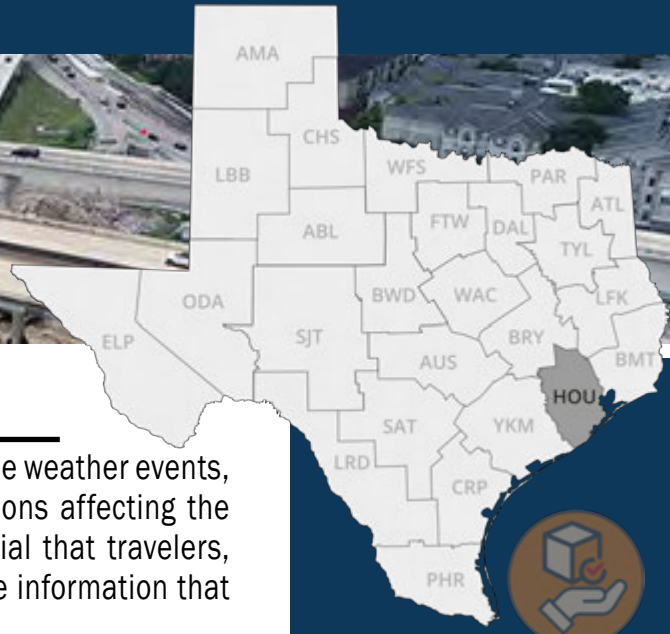 AMA
CHS
LBB
WFS
PAR
ATL
FTW
DAL
ABL
TYL
ODA
BWD
WAC
LFK
ELP
SJT
BRY
BMT
AUS
HOU
SAT
YKM
LRD
CRP
PHR
e weather events,
ons affecting the
ial that travelers,
e information that